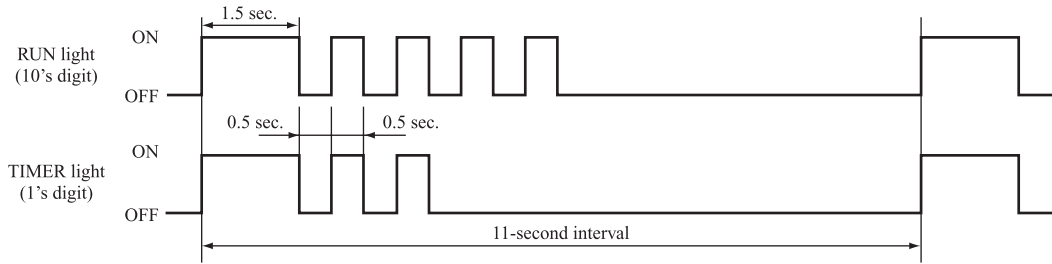 1.5 sec.
ON
RUN light
(10's digit)
OFF
0.5 sec.
0.5 sec.
ON
TIMER light
(1's digit)
OFF
11-second interval